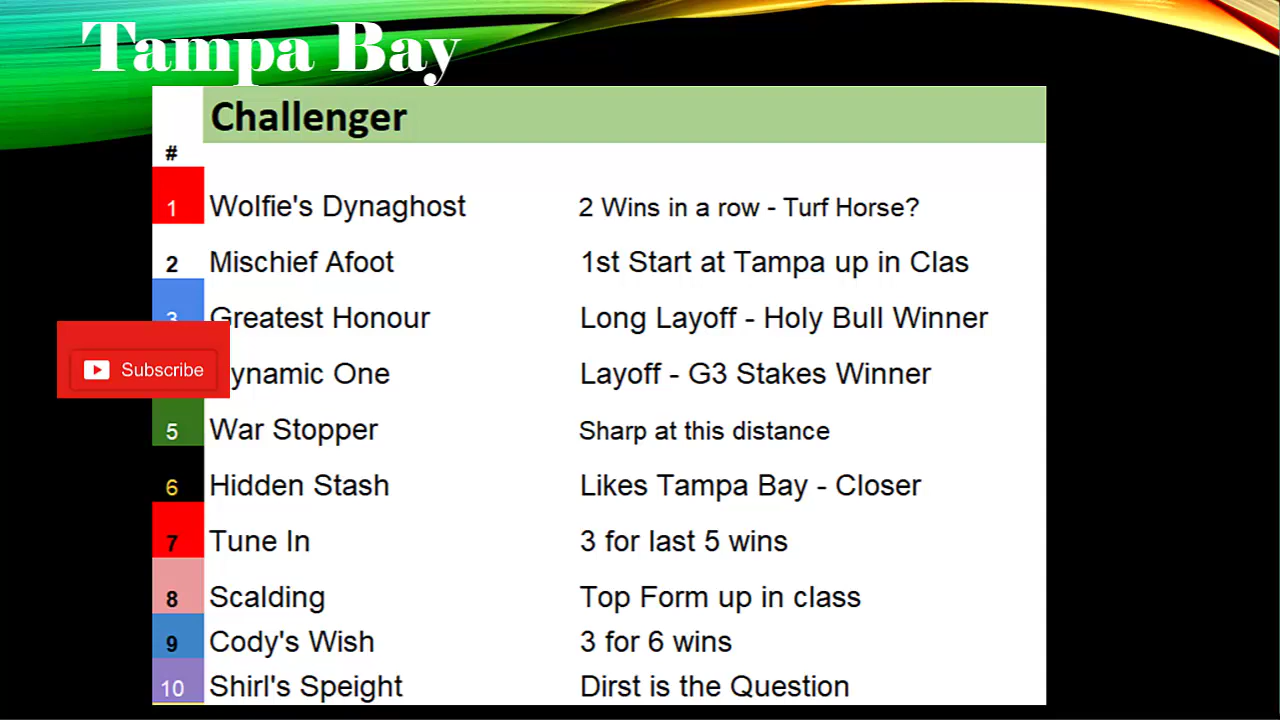 Tampa Bay
Challenger
#
1 Wolfie's Dynaghost 2 Wins in a row - Turf Horse?
2 Mischief Afoot 1st Start at Tampa up in Clas
3 Greatest Honour Long Layoff - Holy Bull Winner
Subscribe ynamic One Layoff - G3 Stakes Winner
5 War Stopper Sharp at this distance
6 Hidden Stash Likes Tampa Bay - Closer
7 Tune In 3 for last 5 wins
8 Scalding Top Form up in class
9 Cody's Wish 3 for 6 wins
10 Shirl's Speight Dirst is the Question